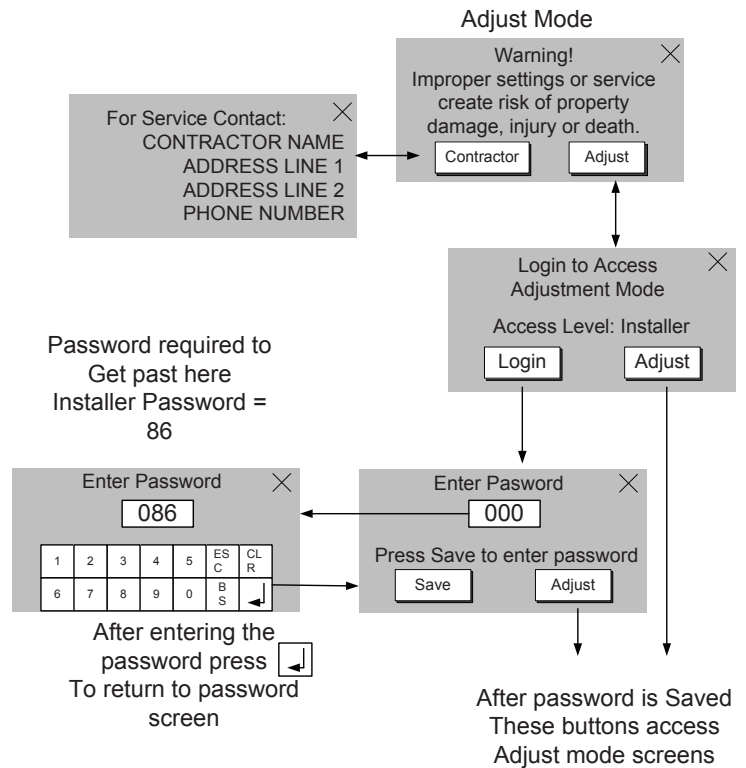 Adjust Mode
Warning!
Improper settings or service
create risk of property
damage, injury or death.
Contractor
Adjust
For Service Contact:
CONTRACTOR NAME
ADDRESS LINE 1
ADDRESS LINE 2
PHONE NUMBER
Login to Access
Adjustment Mode
Access Level: Installer
Login
Adjust
Password required to
Get past here
Installer Password =
86
Enter Password
086
1 2 3 4 5 ES
C CL
R
6 7 8 9 0 B
S
After entering the
password press
To return to password
screen
Enter Pasword
000
Press Save to enter password
Save
Adjust
After password is Saved
These buttons access
Adjust mode screens